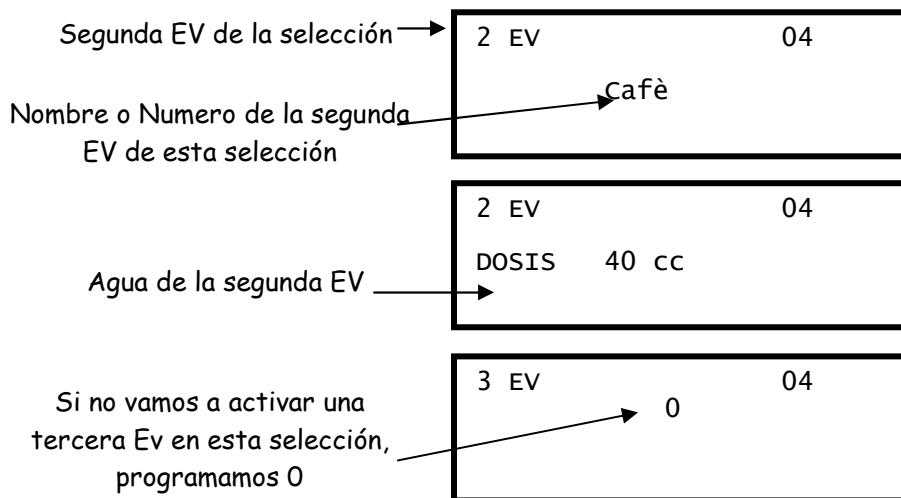 Segunda EV de la selección
2 EV 04
Cafè
Nombre o Numero de la segunda
EV de esta selección
2 EV 04
DOSIS 40 cc
Agua de la segunda EV
3 EV 04
0
Si no vamos a activar una
tercera Ev en esta selección,
programamos 0